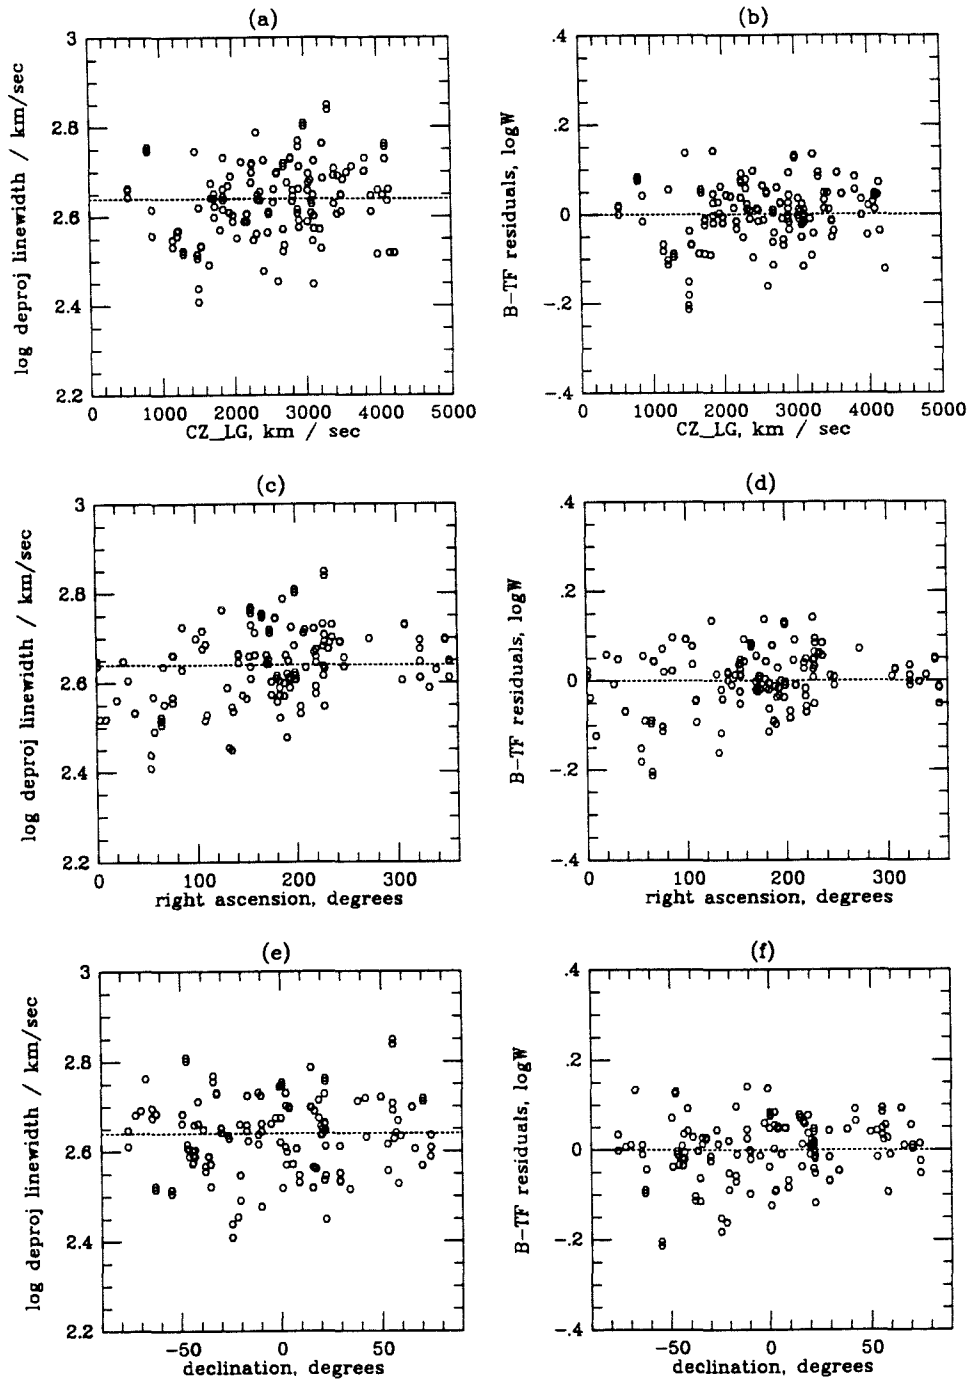 (a)
3
2.8
2.6
2.4
2.2
log deproj linewidth / km/sec
0 1000 2000 3000 4000 5000
CZ_LG, km / sec
(b)
.4
.2
0
-.2
-.4
B-TF residuals, logW
0 1000 2000 3000 4000 5000
CZ_LG, km / sec
(c)
3
2.8
2.6
2.4
2.2
log deproj linewidth / km/sec
0 100 200 300
right ascension, degrees
(d)
.4
.2
0
-.2
-.4
B-TF residuals, logW
0 100 200 300
right ascension, degrees
(e)
3
2.8
2.6
2.4
2.2
log deproj linewidth / km/sec
-50 0 50
declination, degrees
(f)
.4
.2
0
-.2
-.4
B-TF residuals, logW
-50 0 50
declination, degrees